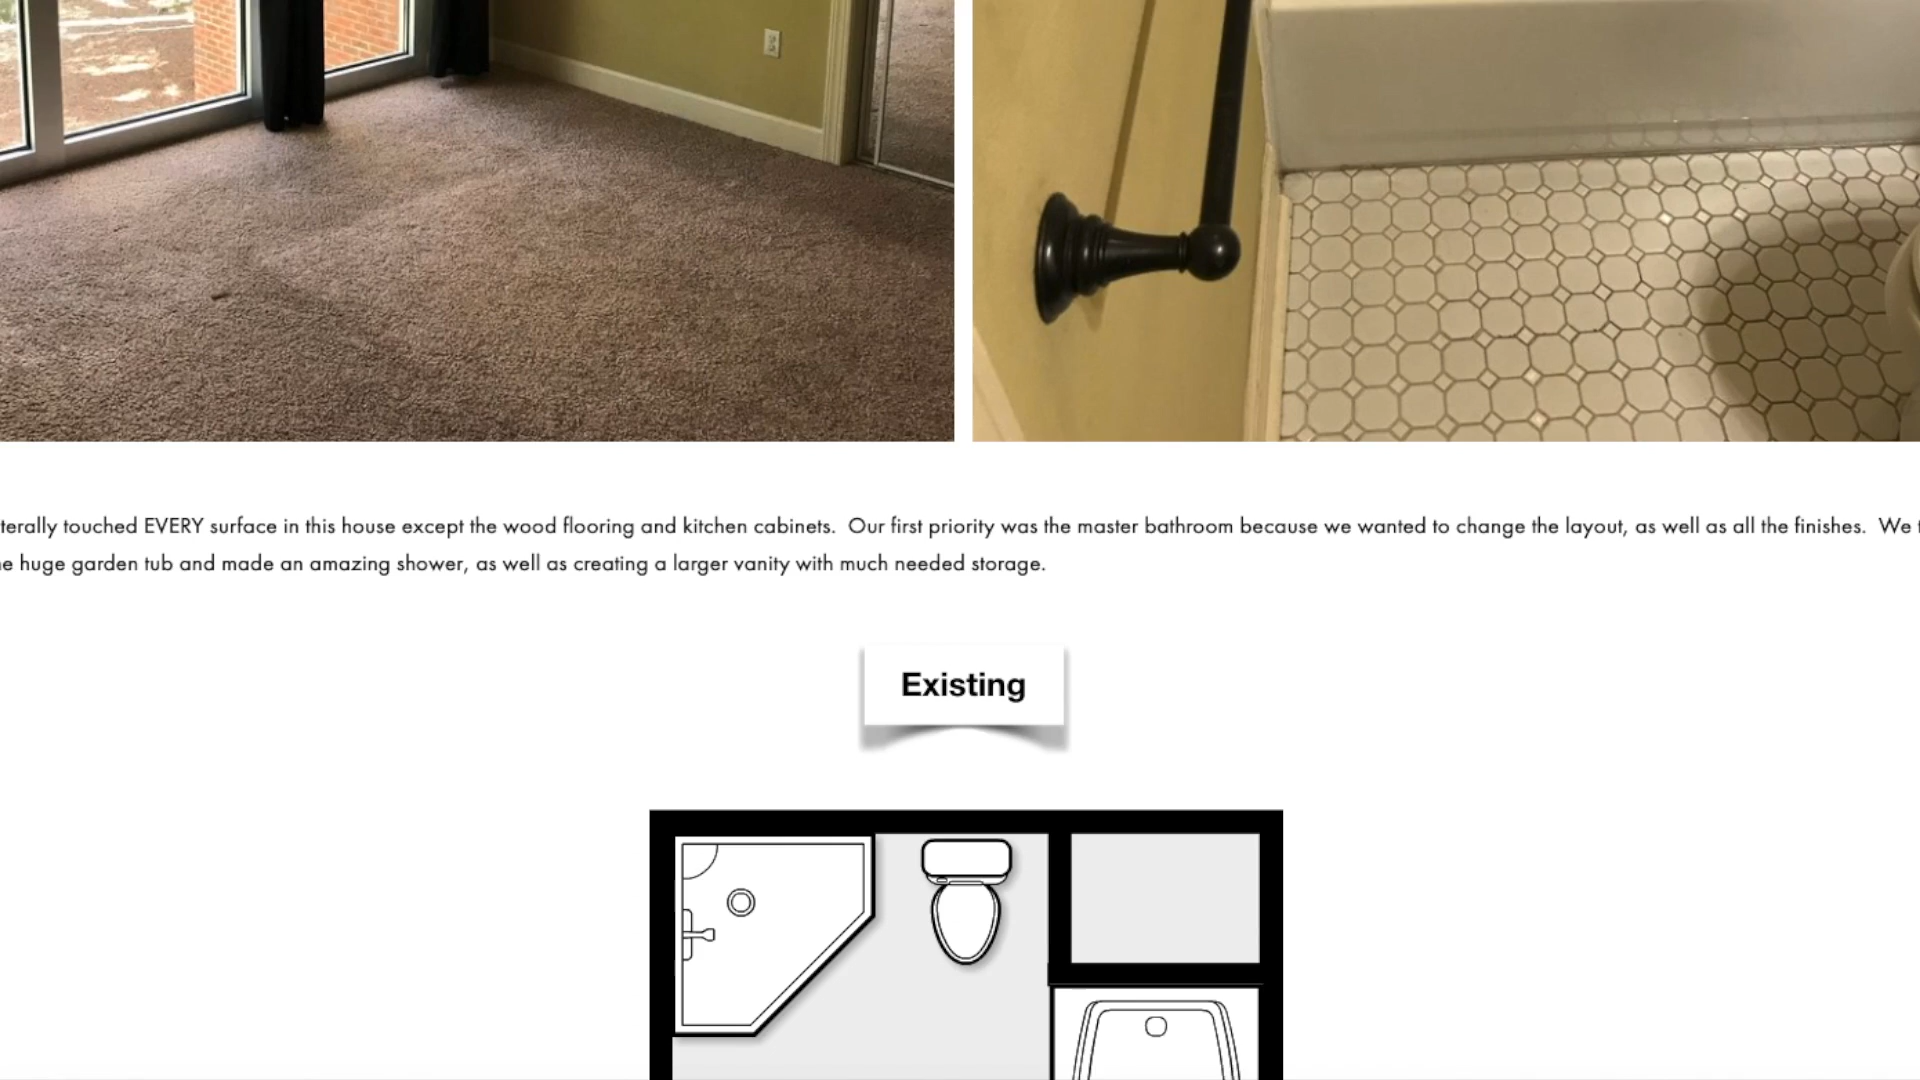 terally touched EVERY surface in this house except the wood flooring and kitchen cabinets. Our first priority was the master bathroom because we wanted to change the layout, as well as all the finishes. We
huge garden tub and made an amazing shower, as well as creating a larger vanity with much needed storage.
Existing